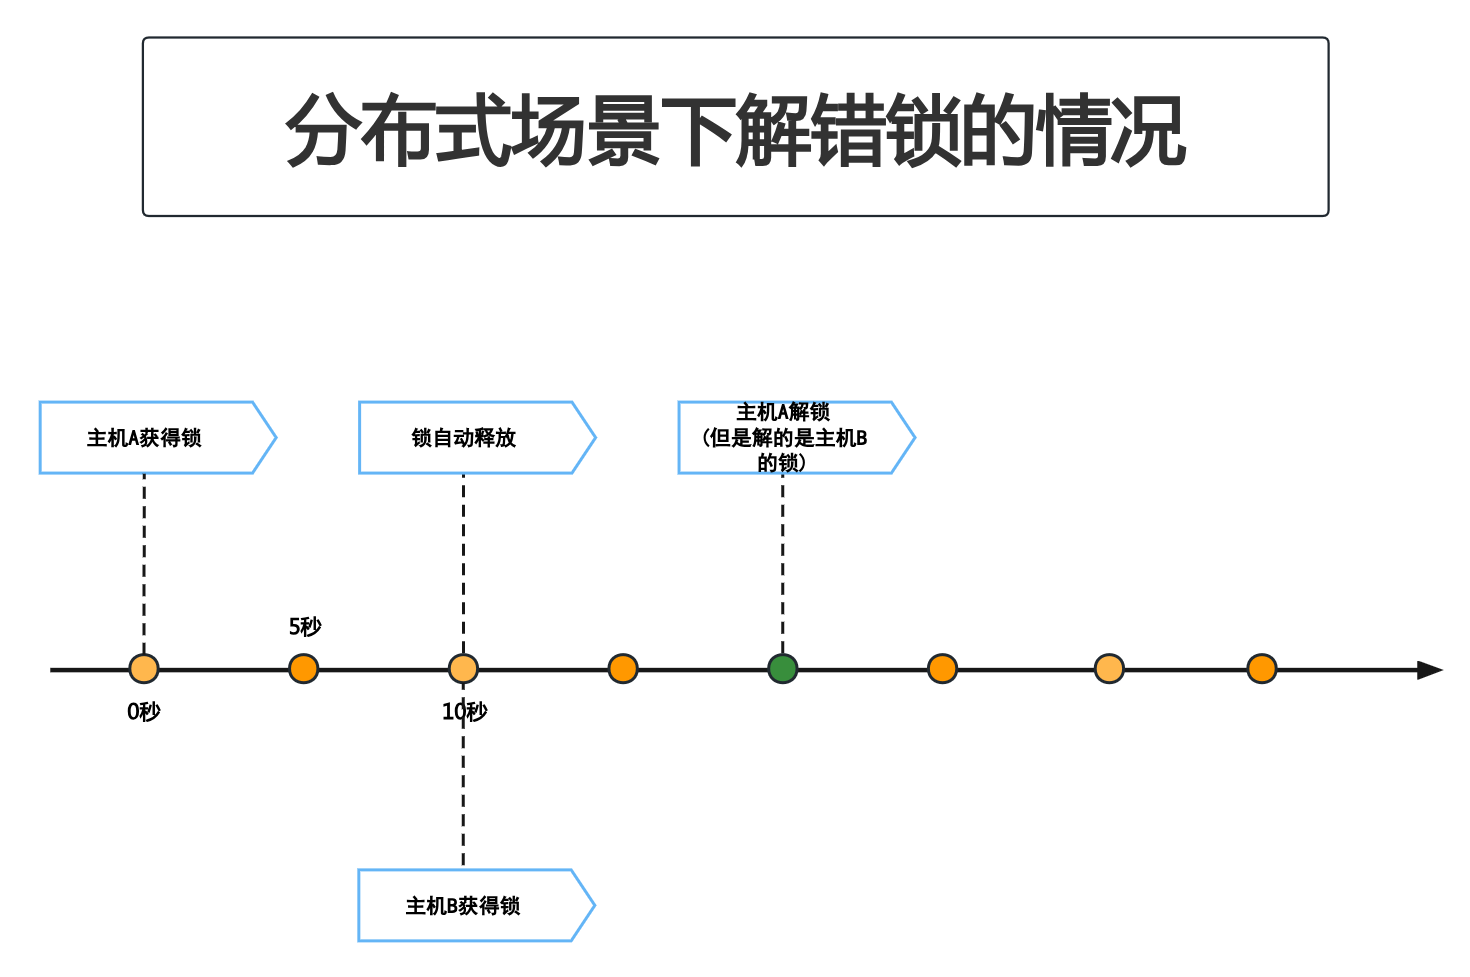 分布式场景下解错锁的情况
主机A获得锁
锁自动释放
主机A解锁
（但是解的是主机B
的锁）
5秒
0秒
10秒
主机B获得锁